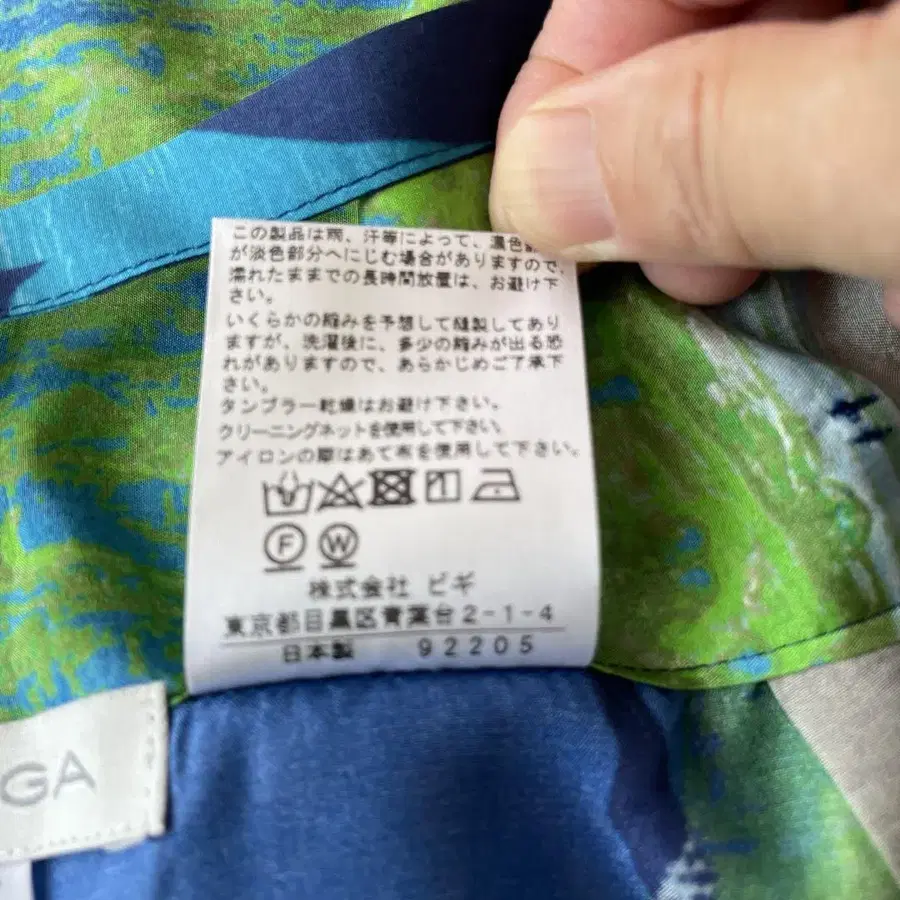 この製品は雨、汗等によって、濃色
が淡色部分へにじむ場合がありますので、
濡れたままでの長時間放置は、お避け下
さい。
いくらかの縮みを予想して縫製してあり
ますが、洗濯後に、多少の縮みが出る恐
れがありますので、あらかじめご了承下
さい。
タンブラー乾燥はお避け下さい。
クリーニングネットを使用して下さい。
アイロンの際はあて布を使用して下さい。
F W
株式会社 ビギ
東京都目黒区青葉台2-1-4
日本製 92205
GA